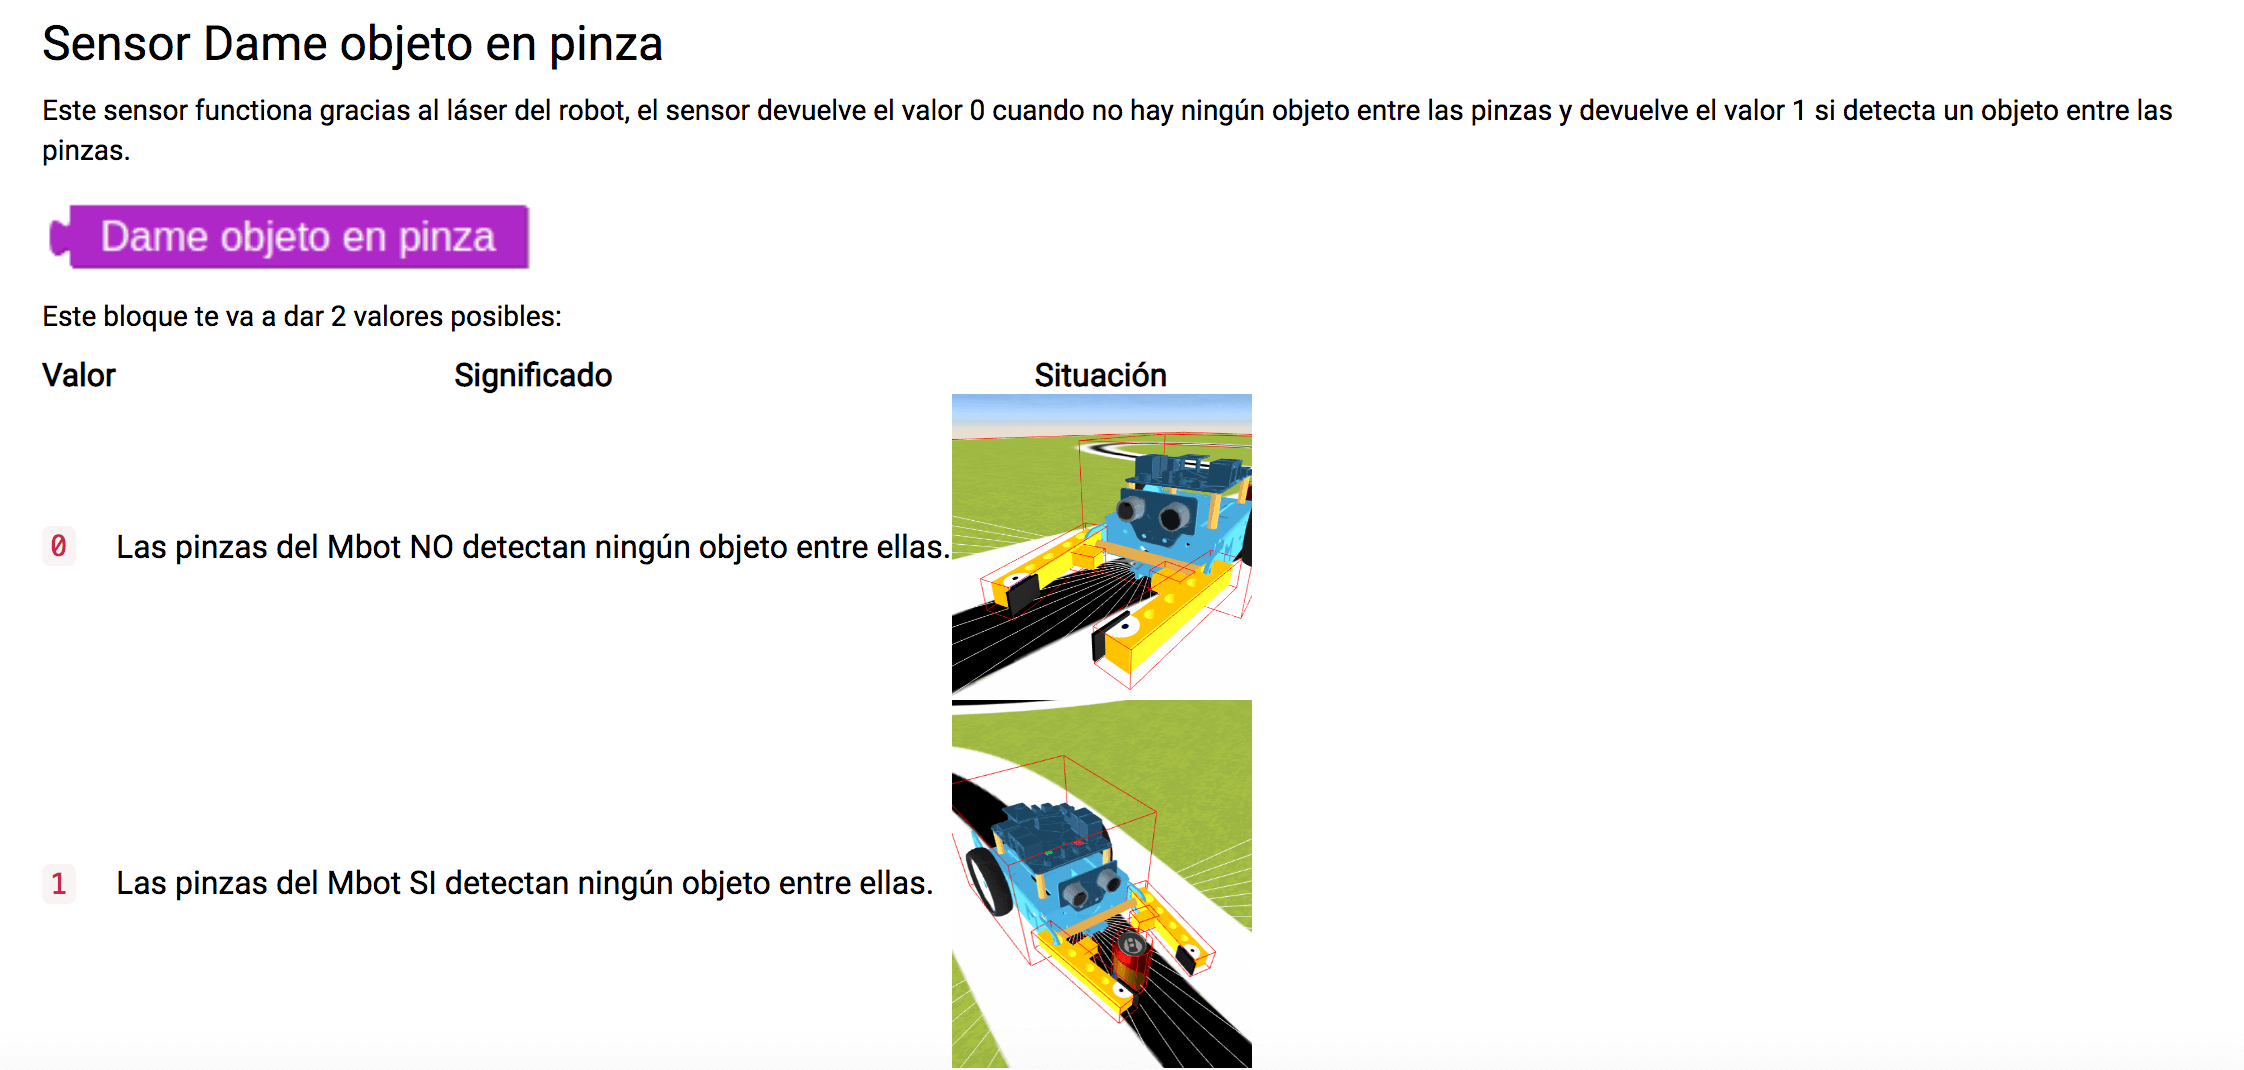 Sensor Dame objeto en pinza
Este sensor functiona gracias al láser del robot, el sensor devuelve el valor 0 cuando no hay ningún objeto entre las pinzas y devuelve el valor 1 si detecta un objeto entre las
pinzas.
Dame objeto en pinza
Este bloque te va a dar 2 valores posibles:
Valor Significado Situación
0 Las pinzas del Mbot NO detectan ningún objeto entre ellas.
1 Las pinzas del Mbot SI detectan ningún objeto entre ellas.